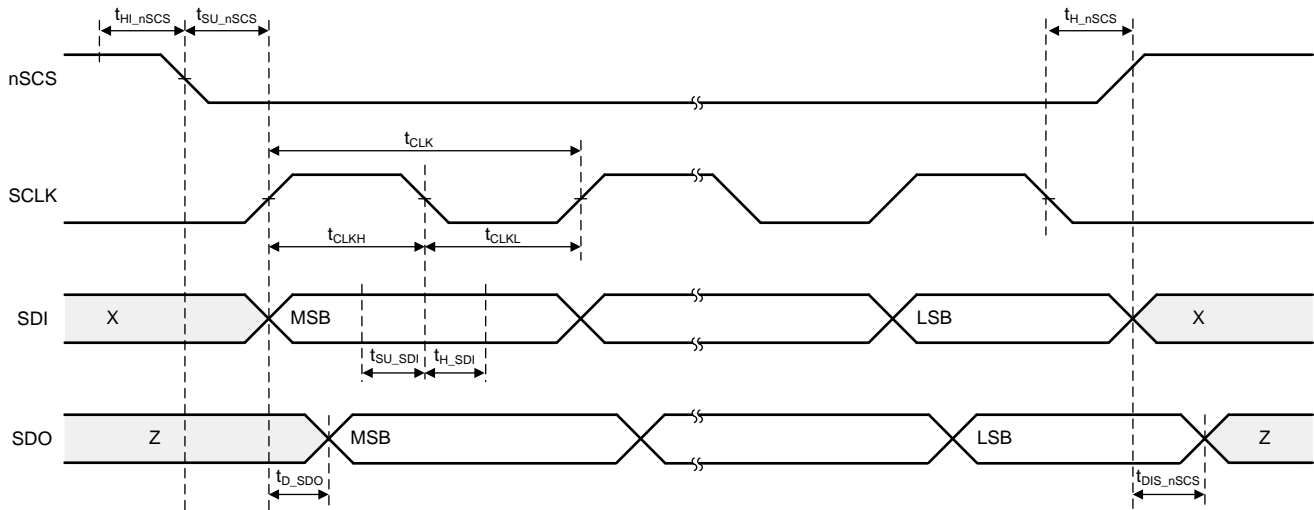 tHI_nSCS tSU_nSCS tH_nSCS
nSCS
tCLK
SCLK
tCLKH tCLKL
SDI X MSB LSB X
tSU_SDI tH_SDI
SDO Z MSB LSB Z
tD_SDO tDIS_nSCS